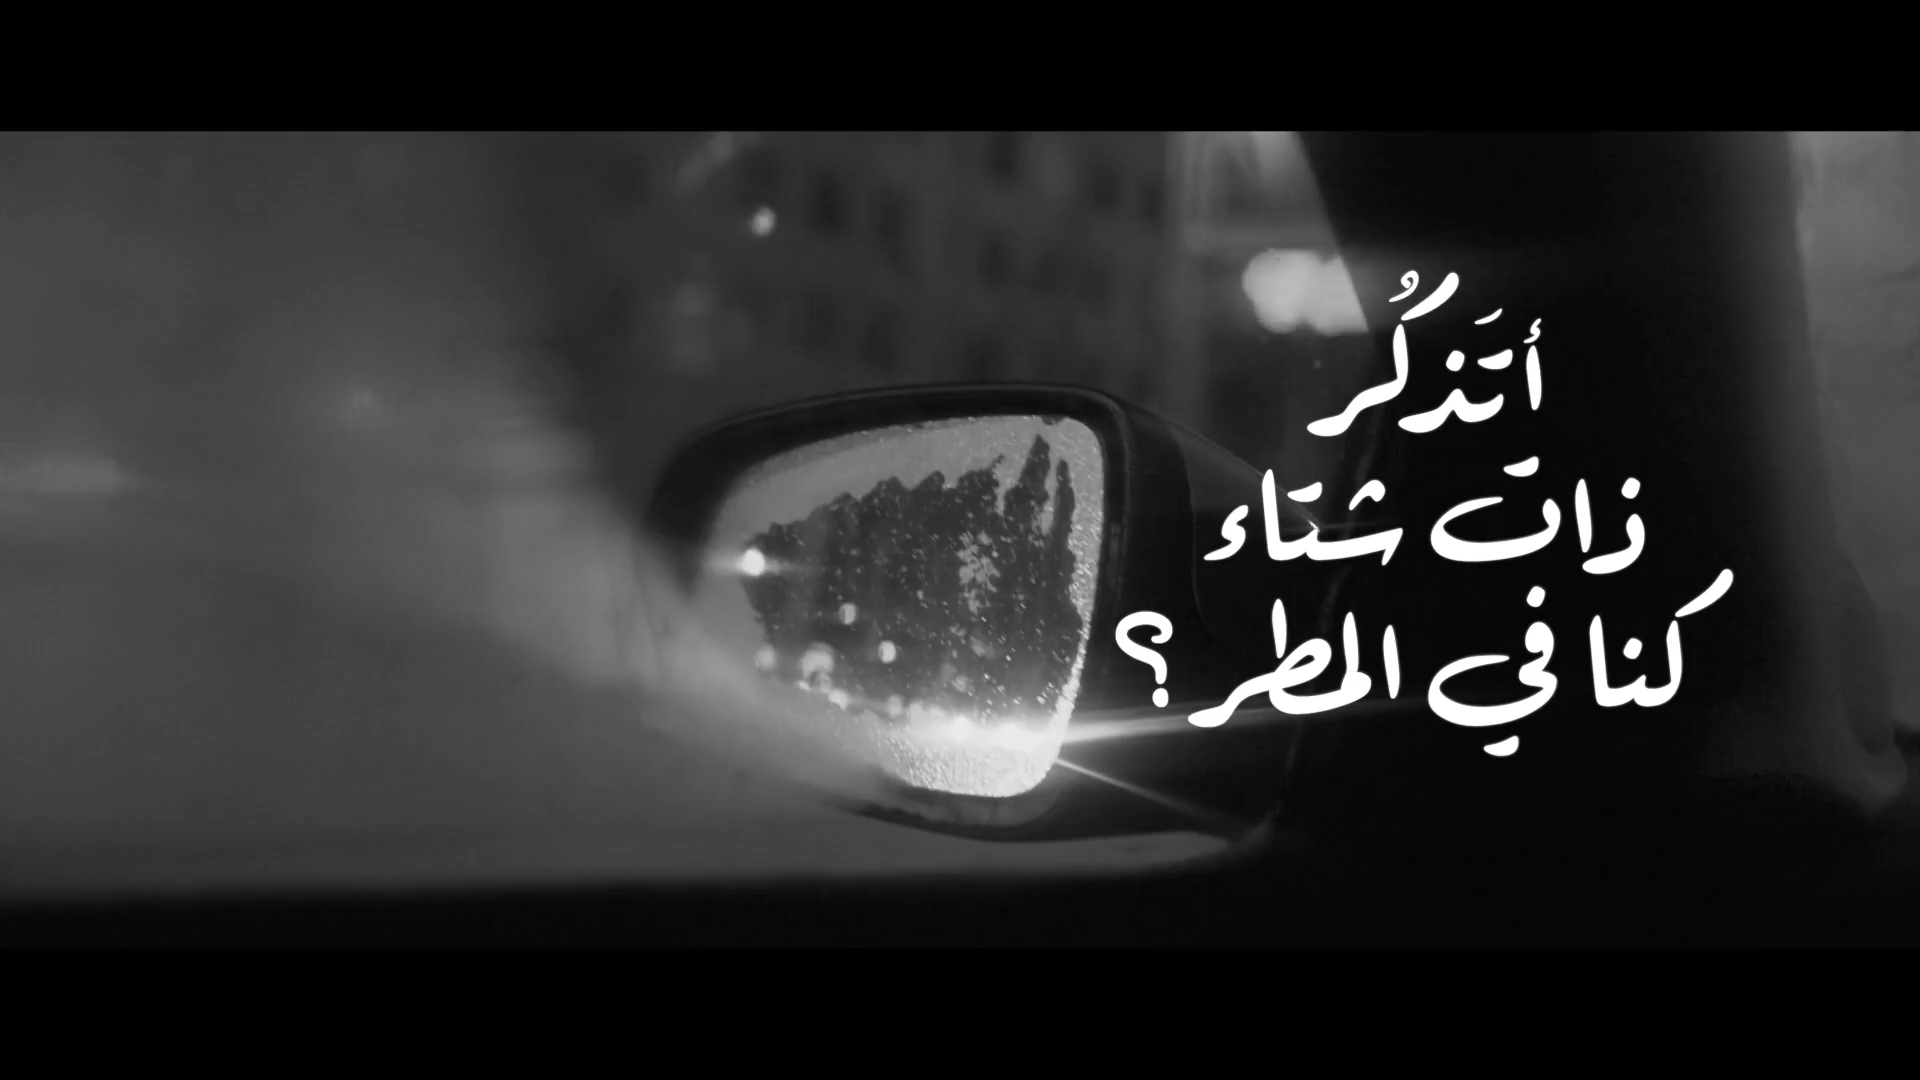 أتَذكُر
ذات شتاء
كنا في المطر ؟